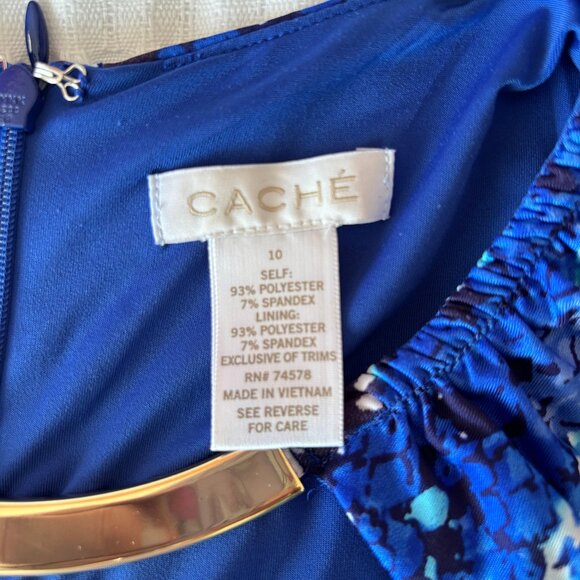 CACHÉ
10
SELF:
93% POLYESTER
7% SPANDEX
LINING:
93% POLYESTER
7% SPANDEX
EXCLUSIVE OF TRIMS
RN# 74578
MADE IN VIETNAM
SEE REVERSE
FOR CARE